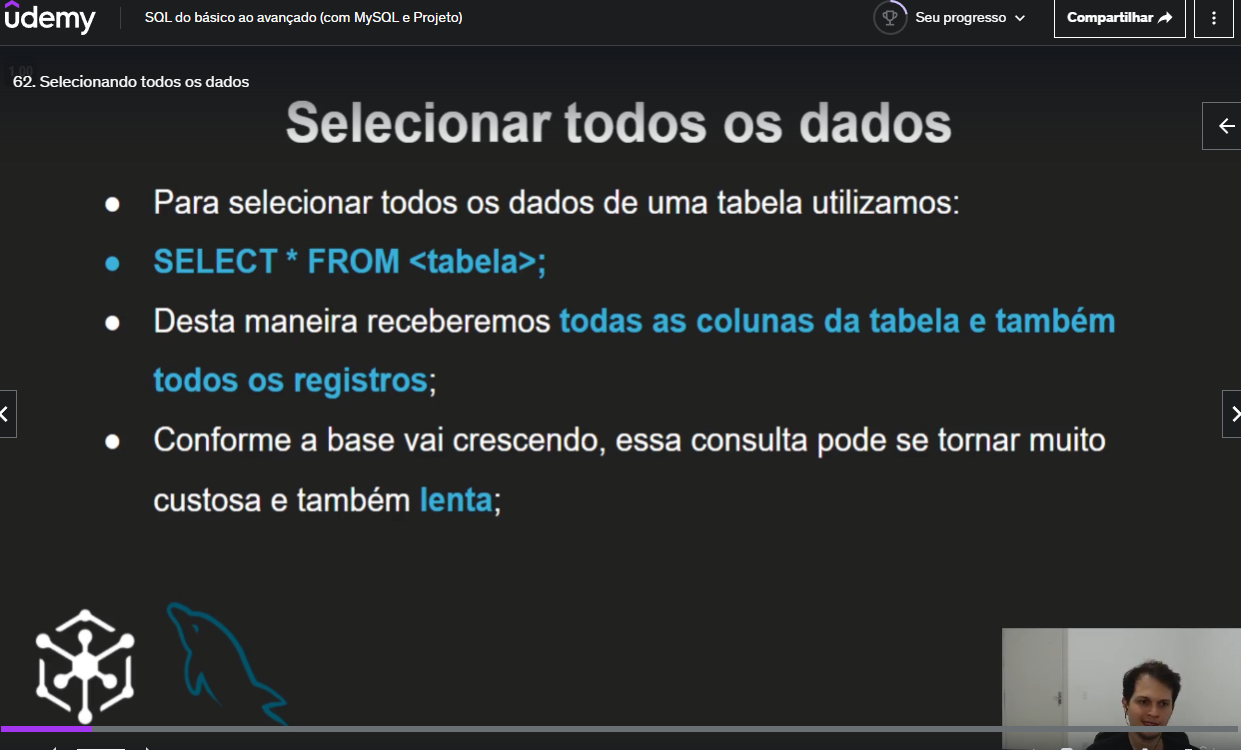 ûdemy
SQL do básico ao avançado (com MySQL e Projeto)
Seu progresso
Compartilhar
62. Selecionando todos os dados
Selecionar todos os dados
● Para selecionar todos os dados de uma tabela utilizamos:
● SELECT * FROM <tabela>;
● Desta maneira receberemos todas as colunas da tabela e também
todos os registros;
● Conforme a base vai crescendo, essa consulta pode se tornar muito
custosa e também lenta;